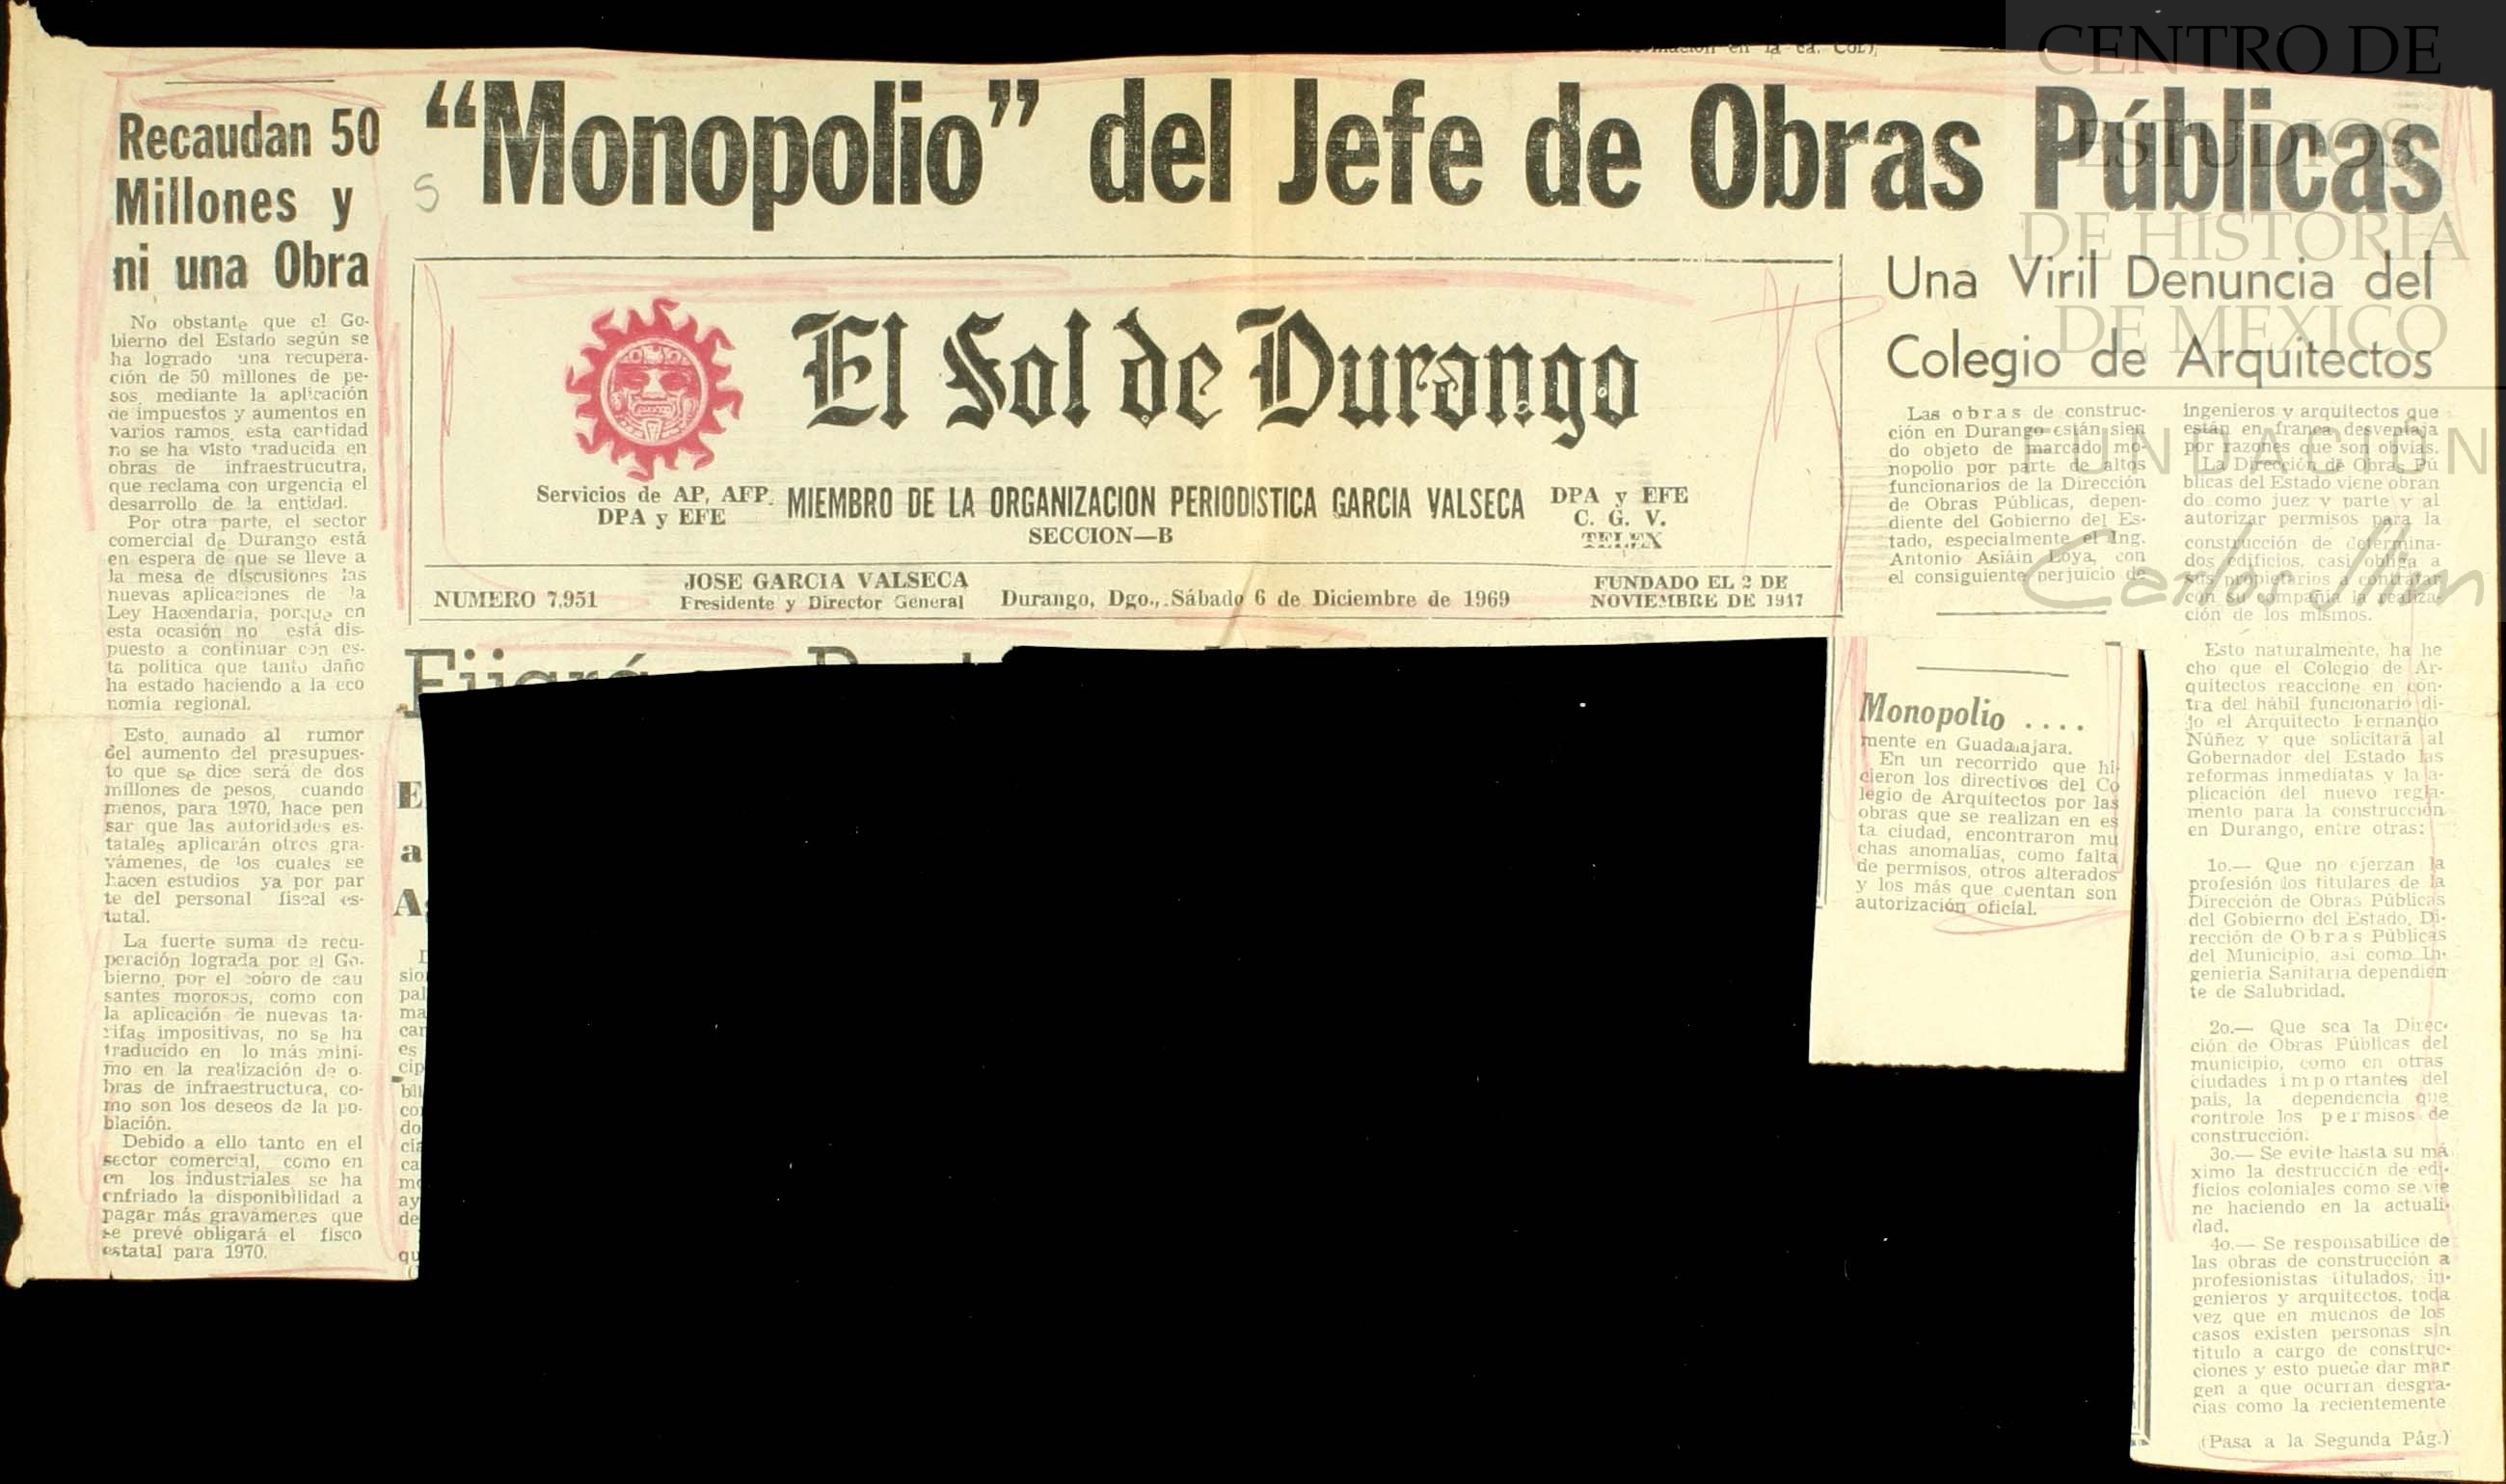 Recaudan 50
Millones y
ni una Obra
No obstante que el Go-
bierno del Estado según se
ha logrado una recupera-
ción de 50 millones de pe-
sos, mediante la aplicación
de impuestos y aumentos en
varios ramos, esta cantidad
no se ha visto traducida en
obras de infraestrucutra,
que reclama con urgencia el
desarrollo de la entidad.
Por otra parte, el sector
comercial de Durango está
en espera de que se lleve a
la mesa de discusiones las
nuevas aplicaciones de la
Ley Hacendaria, porque en
esta ocasión no está dis-
puesto a continuar con es-
ta política que tanto daño
ha estado haciendo a la eco
nomía regional.
Esto, aunado al rumor
del aumento del presupues-
to que se dice será de dos
millones de pesos, cuando
menos, para 1970, hace pen
sar que las autoridades es-
tatales aplicarán otros gra-
vámenes, de los cuales se
hacen estudios ya por par
te del personal fiscal es-
tatal.
La fuerte suma de recu-
peración lograda por el Go-
bierno, por el cobro de cau
santes morosos, como con
la aplicación de nuevas ta-
rifas impositivas, no se ha
traducido en lo más míni-
mo en la realización de o-
bras de infraestructura, co-
mo son los deseos de la po-
blación.
Debido a ello tanto en el
sector comercial, como en
en los industriales, se ha
enfriado la disponibilidad a
pagar más gravámenes que
se prevé obligará el fisco
estatal para 1970.
"Monopolio" del Jefe de Obras Públicas
5
El Sol de Durango
Servicios de AP, AFP.
DPA y EFE
MIEMBRO DE LA ORGANIZACION PERIODISTICA GARCIA VALSECA
SECCION—B
DPA y EFE
C. G. V.
TELEX
NUMERO 7,951
JOSE GARCIA VALSECA
Presidente y Director General
Durango, Dgo., Sábado 6 de Diciembre de 1969
FUNDADO EL 2 DE
NOVIEMBRE DE 1947
E
a
sio
pal
ma
car
es
cip
bil
co
do
cia
ca
mo
ay
de
qu
Una Viril Denuncia del
Colegio de Arquitectos
Las obras de construc-
ción en Durango están sien
do objeto de marcado mo-
nopolio por parte de altos
funcionarios de la Dirección
de Obras Públicas, depen-
diente del Gobierno del Es-
tado, especialmente el Ing.
Antonio Asiáin Loya, con
el consiguiente perjuicio de
ingenieros y arquitectos que
están en franca desventaja
por razones que son obvias.
La Dirección de Obras Pú
blicas del Estado viene obran
do como juez y parte y al
autorizar permisos para la
construcción de determina-
dos edificios, casi obliga a
sus propietarios a contratar
con su compañía la realiza-
ción de los mismos.
Esto naturalmente, ha he
cho que el Colegio de Ar-
quitectos reaccione en con-
tra del hábil funcionario di-
jo el Arquitecto Fernando
Núñez y que solicitará al
Gobernador del Estado las
reformas inmediatas y la a-
plicación del nuevo regla-
mento para la construcción
en Durango, entre otras:
1o.— Que no ejerzan la
profesión los titulares de la
Dirección de Obras Públicas
del Gobierno del Estado, Di-
rección de Obras Públicas
del Municipio, así como In-
geniería Sanitaria dependien
te de Salubridad.
2o.— Que sea la Direc-
ción de Obras Públicas del
municipio, como en otras
ciudades importantes del
país, la dependencia que
controle los permisos de
construcción.
3o.— Se evite hasta su má
ximo la destrucción de edi-
ficios coloniales como se vie
ne haciendo en la actuali-
dad.
4o.— Se responsabilice de
las obras de construcción a
profesionistas titulados, in-
genieros y arquitectos, toda
vez que en muchos de los
casos existen personas sin
título a cargo de construc-
ciones y esto puede dar mar
gen a que ocurran desgra-
cias como la recientemente
(Pasa a la Segunda Pág.)
Monopolio ....
mente en Guadalajara.
En un recorrido que hi-
cieron los directivos del Co
legio de Arquitectos por las
obras que se realizan en es
ta ciudad, encontraron mu
chas anomalías, como falta
de permisos, otros alterados
y los más que cuentan son
autorización oficial.
CENTRO DE
ESTUDIOS
DE HISTORIA
DE MEXICO
FUNDACIÓN
Carlos Slim